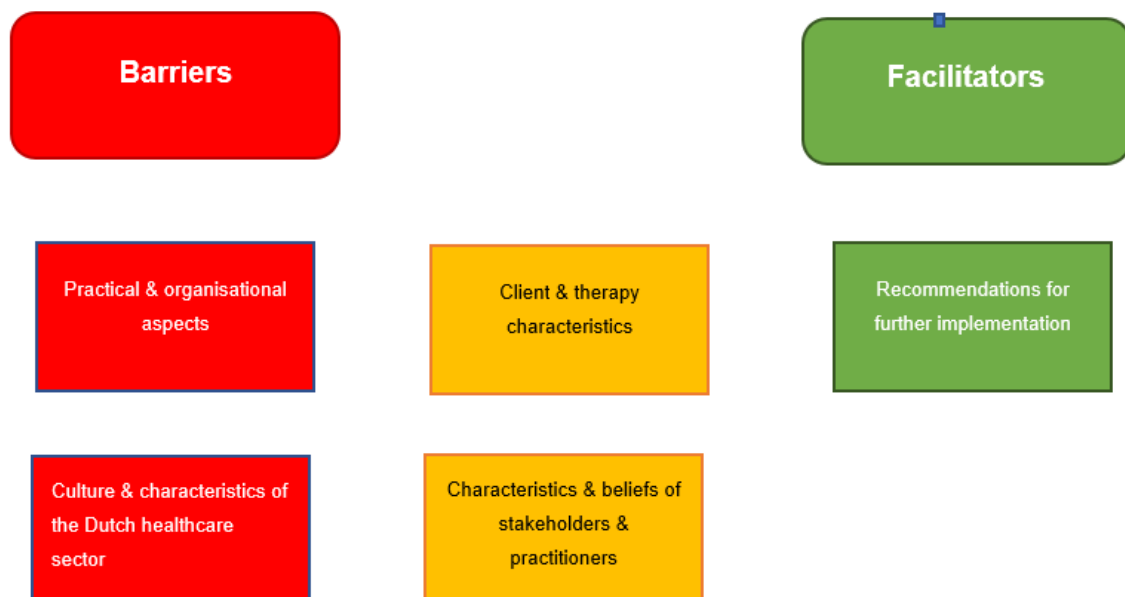 Barriers
Facilitators
Practical & organisational
aspects
Client & therapy
characteristics
Recommendations for
further implementation
Culture & characteristics of
the Dutch healthcare
sector
Characteristics & beliefs of
stakeholders &
practitioners